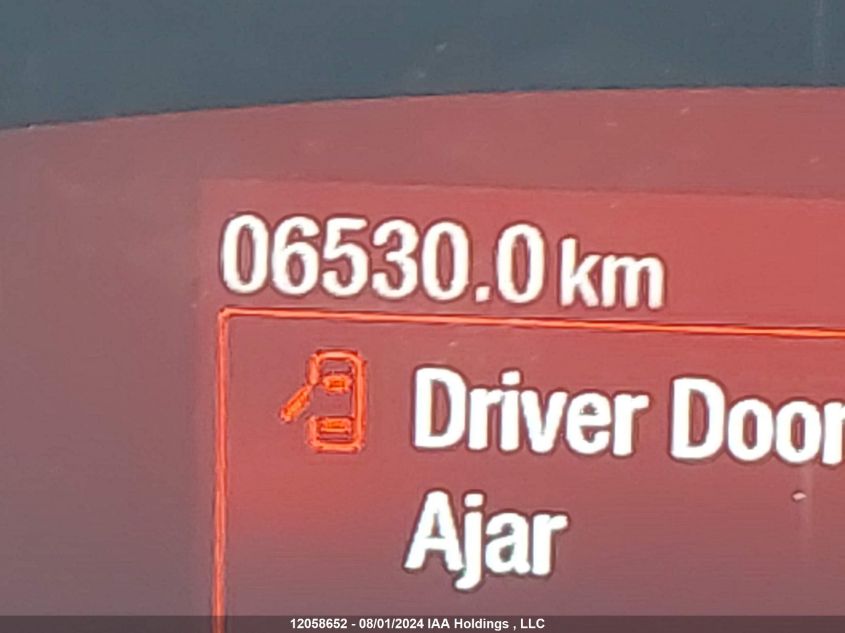 06530.0 km
Driver Door
Ajar
12058652 - 08/01/2024 IAA Holdings , LLC